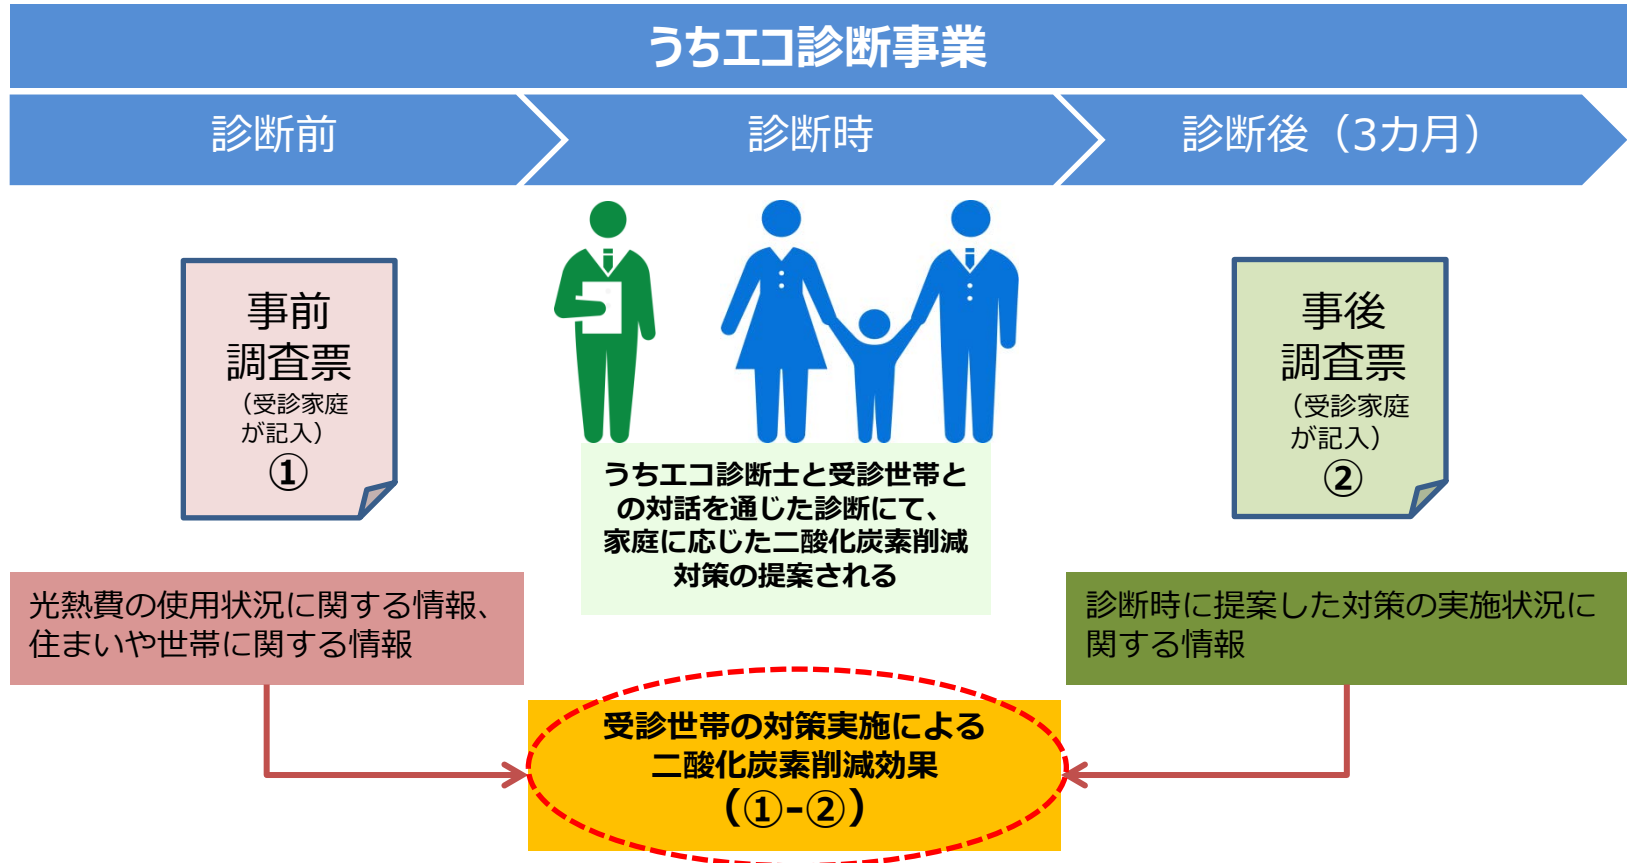 うちエコ診断事業
診断前
診断時
診断後（3カ月）
事前
調査票
（受診家庭
が記入）
①
うちエコ診断士と受診世帯と
の対話を通じた診断にて、
家庭に応じた二酸化炭素削減
対策の提案される
事後
調査票
（受診家庭
が記入）
②
光熱費の使用状況に関する情報、
住まいや世帯に関する情報
診断時に提案した対策の実施状況に
関する情報
受診世帯の対策実施による
二酸化炭素削減効果
（①-②）